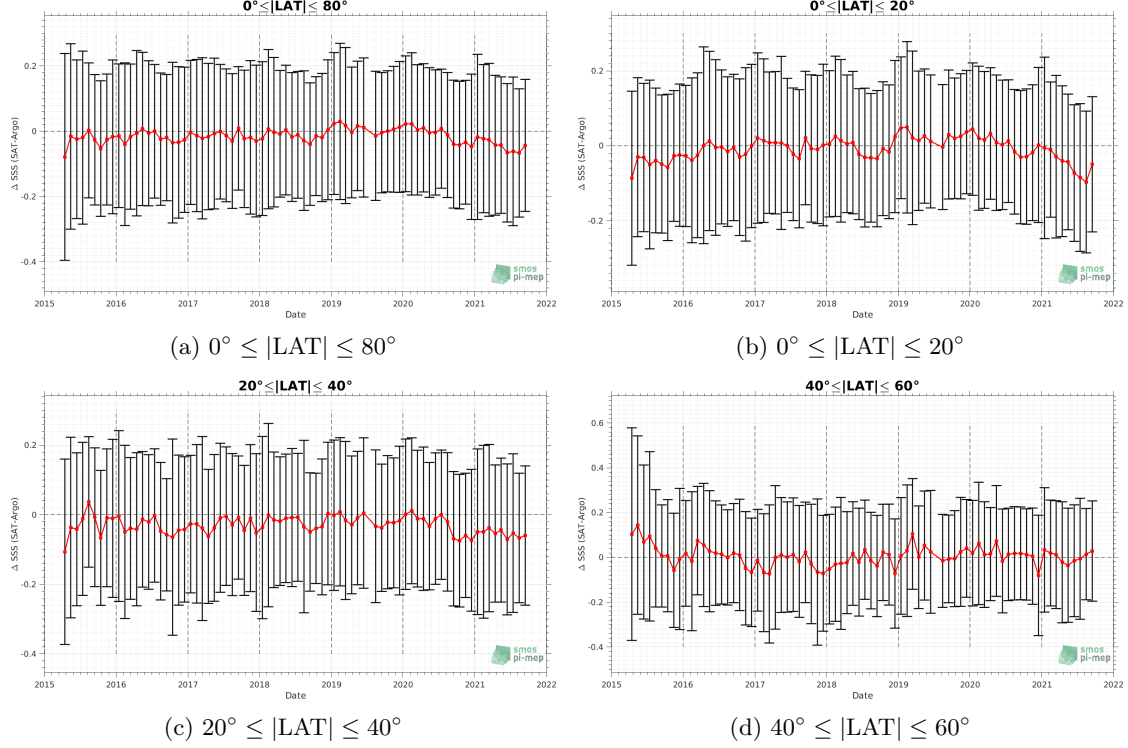 0°≤|LAT|≤ 80°
Δ SSS (SAT-Argo)
0.2
0
-0.2
-0.4
smos
pi-mep
2015 2016 2017 2018 2019 2020 2021 2022
Date
(a) 0° ≤ |LAT| ≤ 80°
0°≤|LAT|≤ 20°
Δ SSS (SAT-Argo)
0.2
0
-0.2
smos
pi-mep
2015 2016 2017 2018 2019 2020 2021 2022
Date
(b) 0° ≤ |LAT| ≤ 20°
20°≤|LAT|≤ 40°
Δ SSS (SAT-Argo)
0.4
0.2
0
-0.2
-0.4
smos
pi-mep
2015 2016 2017 2018 2019 2020 2021 2022
Date
(c) 20° ≤ |LAT| ≤ 40°
40°≤|LAT|≤ 60°
Δ SSS (SAT-Argo)
0.6
0.4
0.2
0
-0.2
-0.4
smos
pi-mep
2015 2016 2017 2018 2019 2020 2021 2022
Date
(d) 40° ≤ |LAT| ≤ 60°